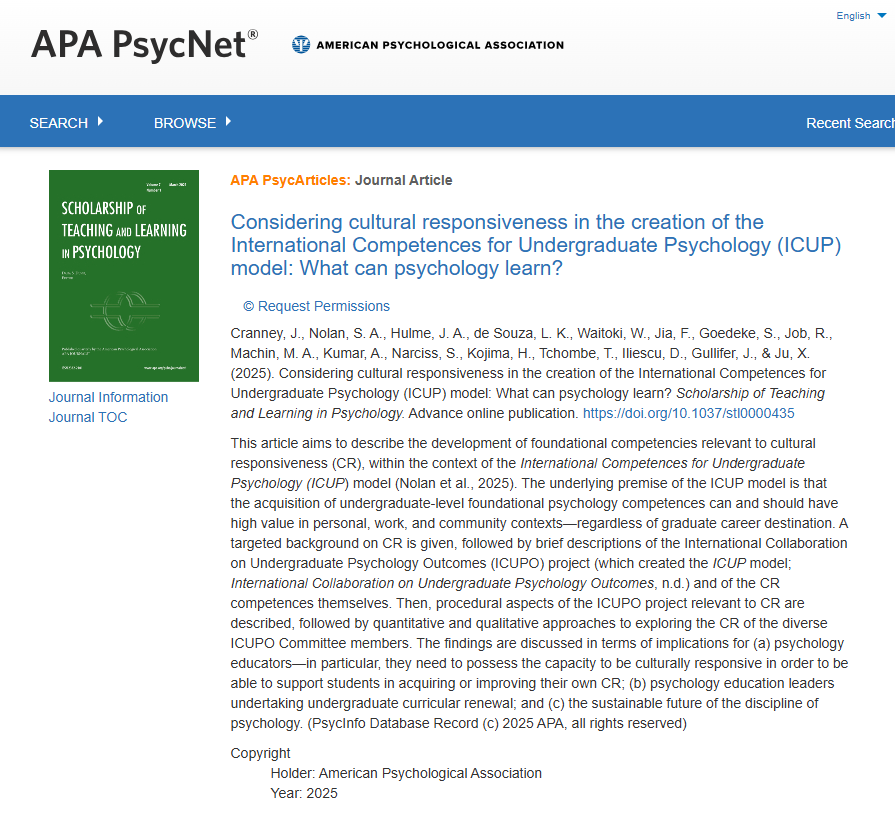 English
APA PsycNet®
AMERICAN PSYCHOLOGICAL ASSOCIATION
SEARCH
BROWSE
Recent Search
SCHOLARSHIP OF
TEACHING AND LEARNING
IN PSYCHOLOGY
Journal Information
Journal TOC
APA PsycArticles: Journal Article
Considering cultural responsiveness in the creation of the
International Competences for Undergraduate Psychology (ICUP)
model: What can psychology learn?
© Request Permissions
Cranney, J., Nolan, S. A., Hulme, J. A., de Souza, L. K., Waitoki, W., Jia, F., Goedeke, S., Job, R.,
Machin, M. A., Kumar, A., Narciss, S., Kojima, H., Tchombe, T., Iliescu, D., Gullifer, J., & Ju, X.
(2025). Considering cultural responsiveness in the creation of the International Competences for
Undergraduate Psychology (ICUP) model: What can psychology learn? Scholarship of Teaching
and Learning in Psychology. Advance online publication. https://doi.org/10.1037/stl0000435
This article aims to describe the development of foundational competencies relevant to cultural
responsiveness (CR), within the context of the International Competences for Undergraduate
Psychology (ICUP) model (Nolan et al., 2025). The underlying premise of the ICUP model is that
the acquisition of undergraduate-level foundational psychology competences can and should have
high value in personal, work, and community contexts—regardless of graduate career destination. A
targeted background on CR is given, followed by brief descriptions of the International Collaboration
on Undergraduate Psychology Outcomes (ICUPO) project (which created the ICUP model;
International Collaboration on Undergraduate Psychology Outcomes, n.d.) and of the CR
competences themselves. Then, procedural aspects of the ICUPO project relevant to CR are
described, followed by quantitative and qualitative approaches to exploring the CR of the diverse
ICUPO Committee members. The findings are discussed in terms of implications for (a) psychology
educators—in particular, they need to possess the capacity to be culturally responsive in order to be
able to support students in acquiring or improving their own CR; (b) psychology education leaders
undertaking undergraduate curricular renewal; and (c) the sustainable future of the discipline of
psychology. (PsycInfo Database Record (c) 2025 APA, all rights reserved)
Copyright
Holder: American Psychological Association
Year: 2025